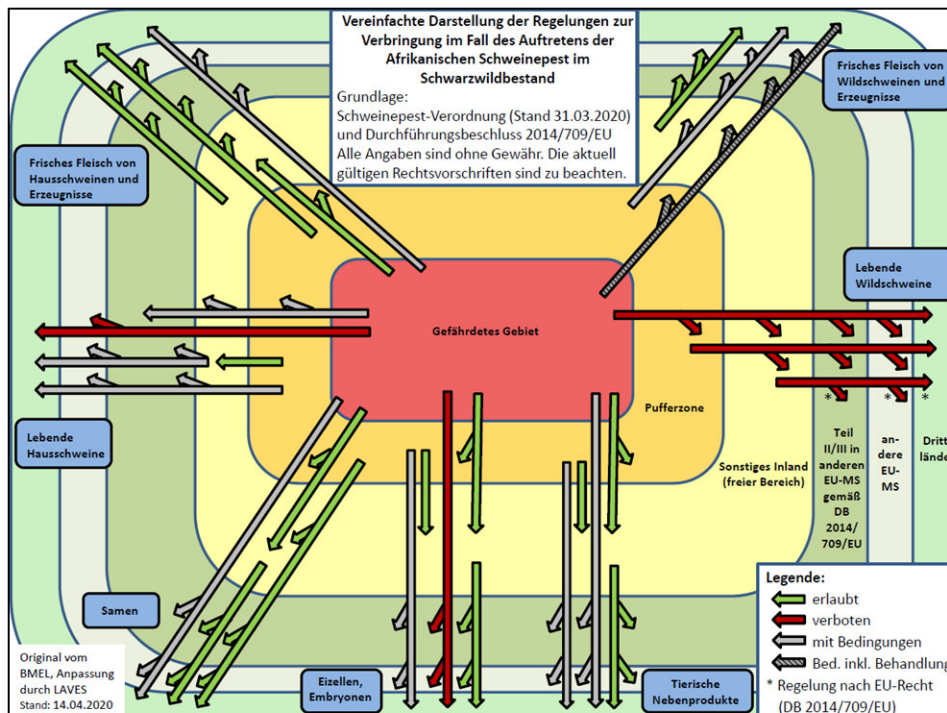 Vereinfachte Darstellung der Regelungen zur
Verbringung im Fall des Auftretens der
Afrikanischen Schweinepest im
Schwarzwildbestand
Grundlage:
Schweinepest-Verordnung (Stand 31.03.2020)
und Durchführungsbeschluss 2014/709/EU
Alle Angaben sind ohne Gewähr. Die aktuell
gültigen Rechtsvorschriften sind zu beachten.
Frisches Fleisch von
Wildschweinen und
Erzeugnisse
Frisches Fleisch von
Hausschweinen und
Erzeugnisse
Lebende
Wildschweine
Gefährdetes Gebiet
Pufferzone
Lebende
Hausschweine
Sonstiges Inland
(freier Bereich)
Teil
II/III in
anderen
EU-MS
gemäß
DB
2014/
709/EU
an-
dere
EU-
MS
Dritt
lände
* * *
Samen
Original vom
BMEL, Anpassung
durch LAVES
Stand: 14.04.2020
Eizellen,
Embryonen
Tierische
Nebenprodukte
Legende:
erlaubt
verboten
mit Bedingungen
Bed. inkl. Behandlung
* Regelung nach EU-Recht
(DB 2014/709/EU)